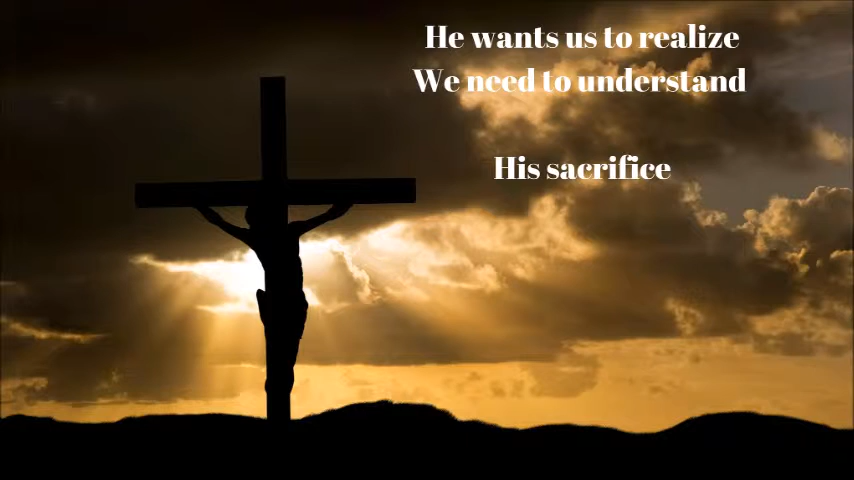 He wants us to realize
We need to understand
His sacrifice